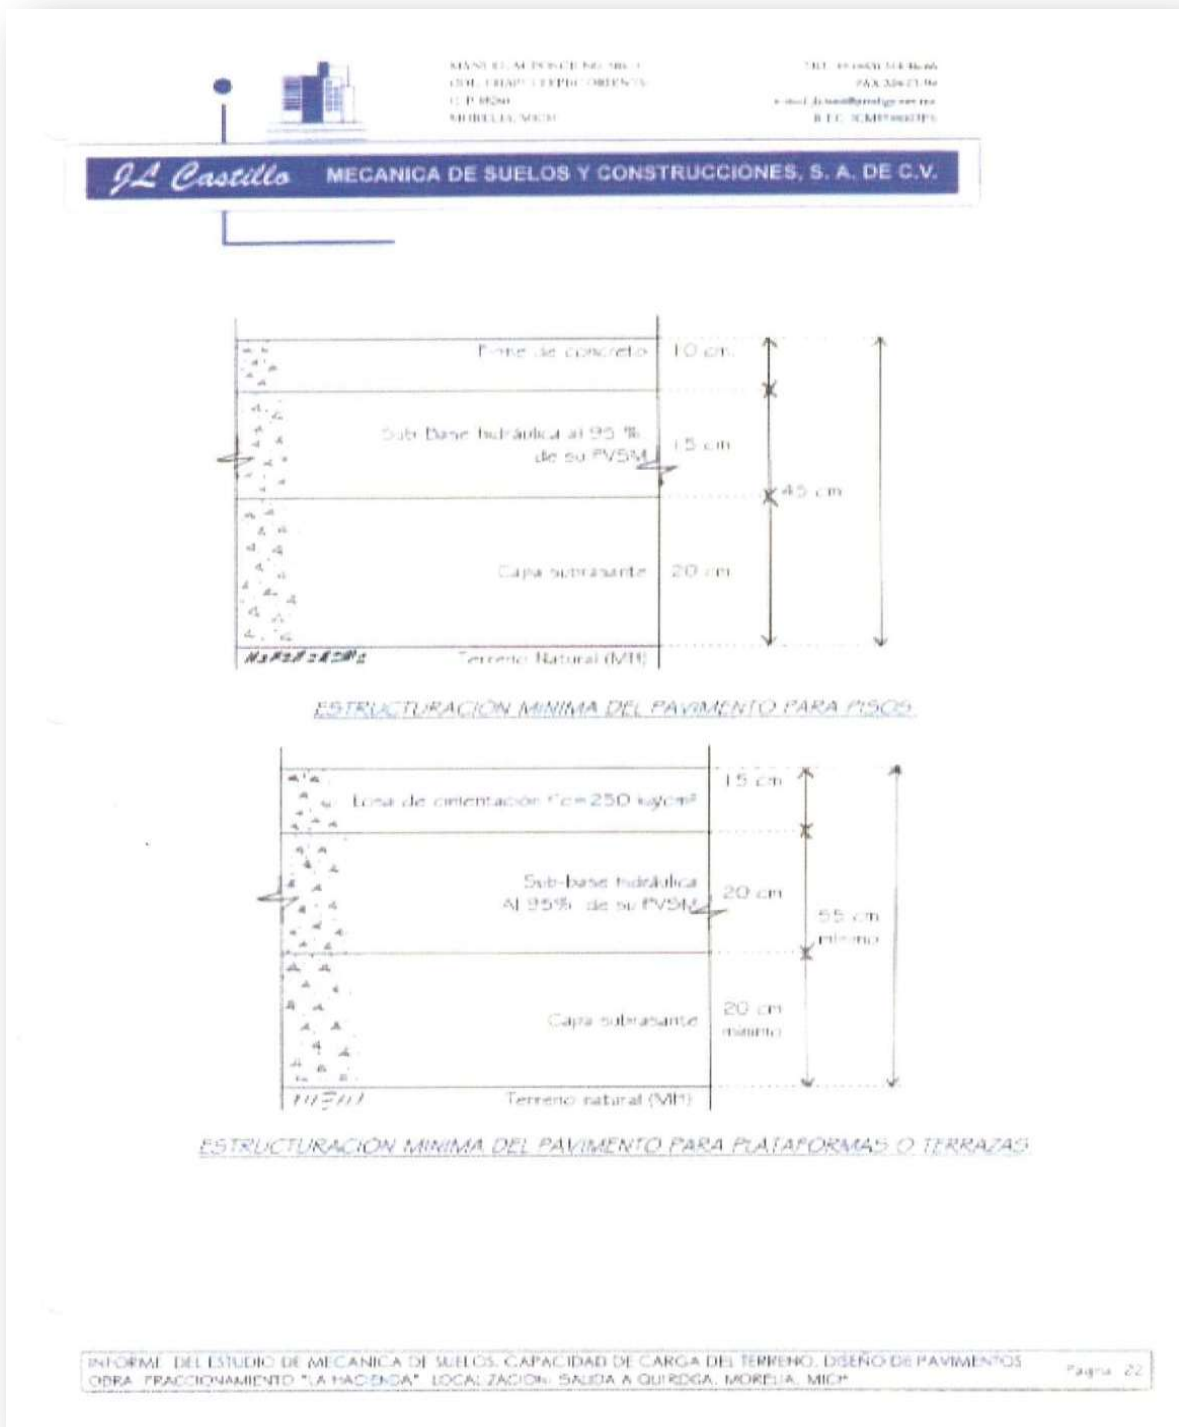 MORELIA, MICH.
JL Castillo MECANICA DE SUELOS Y CONSTRUCCIONES, S. A. DE C.V.
Firme de concreto 10 cm.
Sub Base hidráulica al 95 %
de su PVSM 15 cm
45 cm
Capa subrasante 20 cm
Terreno Natural (MH)
ESTRUCTURACIÓN MINIMA DEL PAVIMENTO PARA PISOS
15 cm
Losa de cimentación f'c=250 kg/cm²
Sub-base hidráulica
Al 95% de su PVSM 20 cm
55 cm
mínimo
Capa subrasante 20 cm
mínimo
Terreno natural (MH)
ESTRUCTURACION MINIMA DEL PAVIMENTO PARA PLATAFORMAS O TERRAZAS
INFORME DEL ESTUDIO DE MECANICA DE SUELOS, CAPACIDAD DE CARGA DEL TERRENO, DISEÑO DE PAVIMENTOS
OBRA: FRACCIONAMIENTO "LA HACIENDA" LOCALIZACION: SALIDA A QUIROGA, MORELIA, MICH
Pagina 22